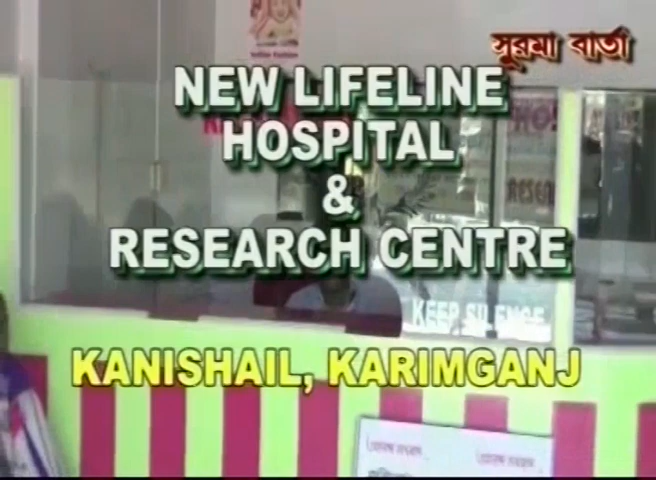 সুরমা বার্তা
NEW LIFELINE
HOSPITAL
&
RESEARCH CENTRE
KEEP SILENCE
KANISHAIL, KARIMGANJ